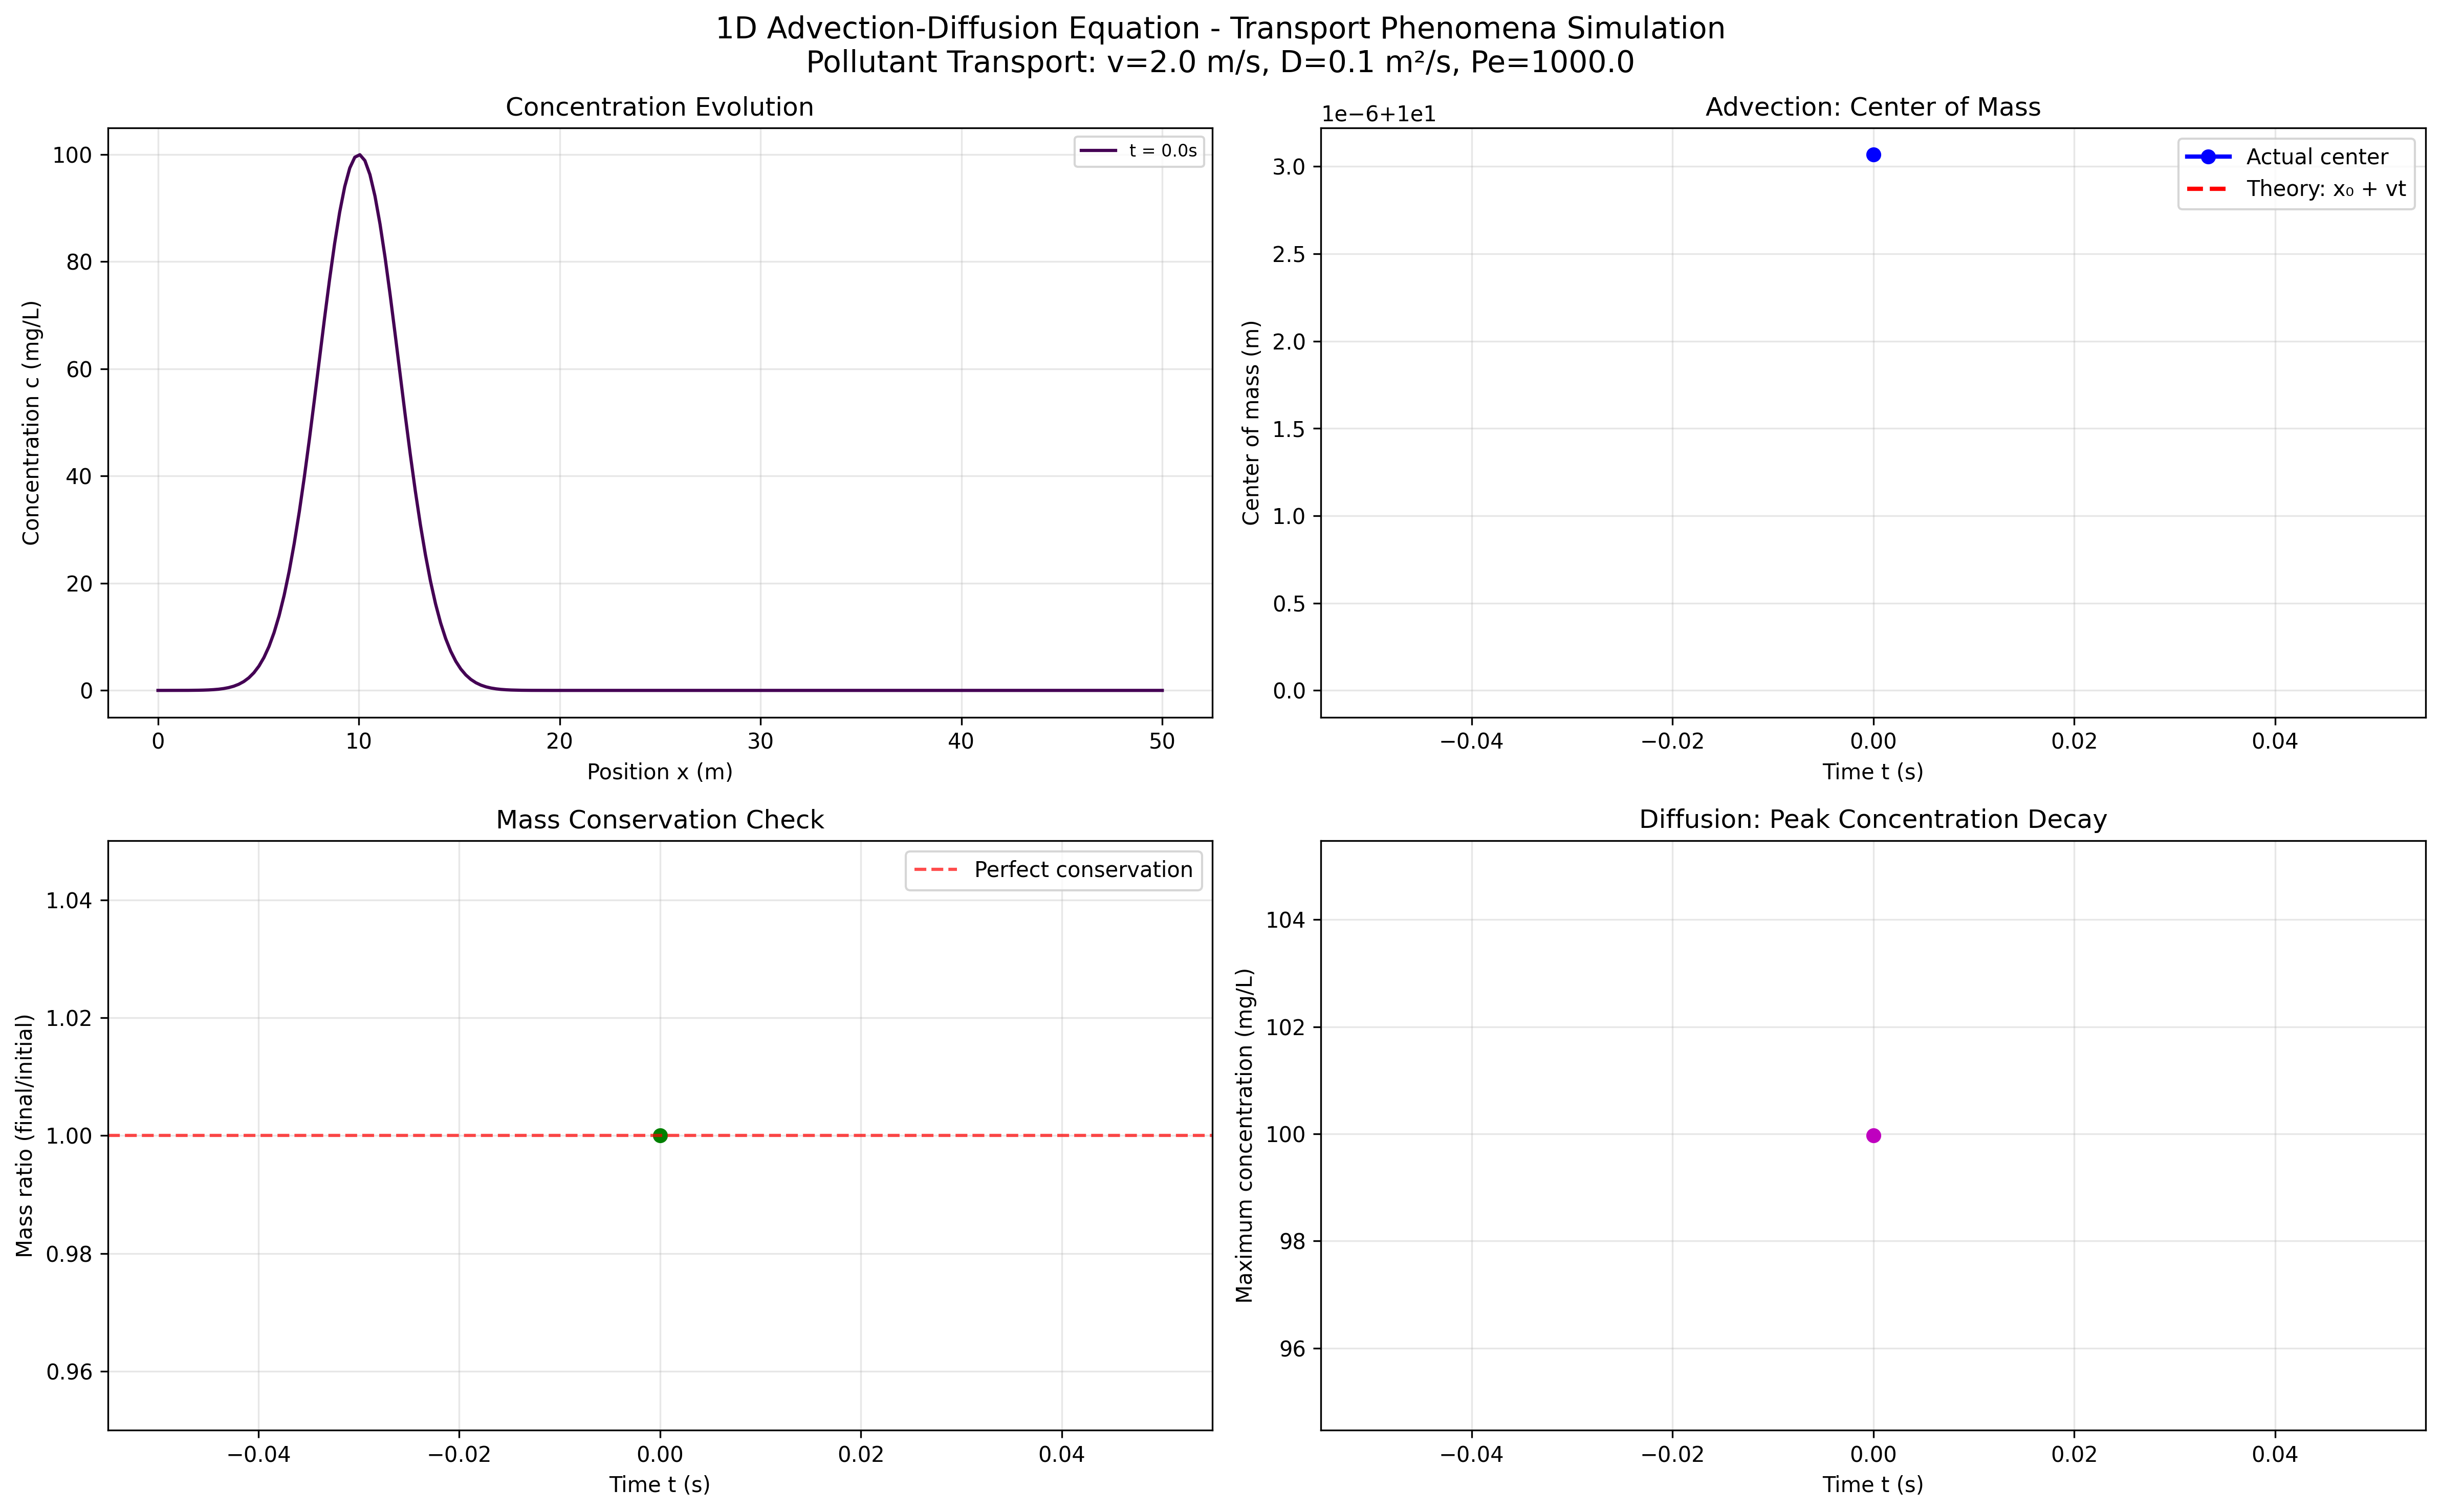 1D Advection-Diffusion Equation - Transport Phenomena Simulation
Pollutant Transport: v=2.0 m/s, D=0.1 m²/s, Pe=1000.0
Concentration Evolution
Concentration c (mg/L)
100
80
60
40
20
0
t = 0.0s
0 10 20 30 40 50
Position x (m)
Advection: Center of Mass
1e−6+1e1
Center of mass (m)
3.0
2.5
2.0
1.5
1.0
0.5
0.0
Actual center
Theory: x₀ + vt
−0.04 −0.02 0.00 0.02 0.04
Time t (s)
Mass Conservation Check
Mass ratio (final/initial)
1.04
1.02
1.00
0.98
0.96
Perfect conservation
−0.04 −0.02 0.00 0.02 0.04
Time t (s)
Diffusion: Peak Concentration Decay
Maximum concentration (mg/L)
104
102
100
98
96
−0.04 −0.02 0.00 0.02 0.04
Time t (s)